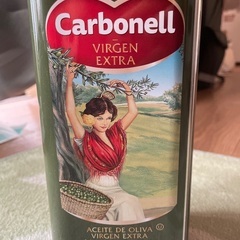 Carbonell
VIRGEN
EXTRA
ACEITE DE OLIVA
VIRGEN EXTRA